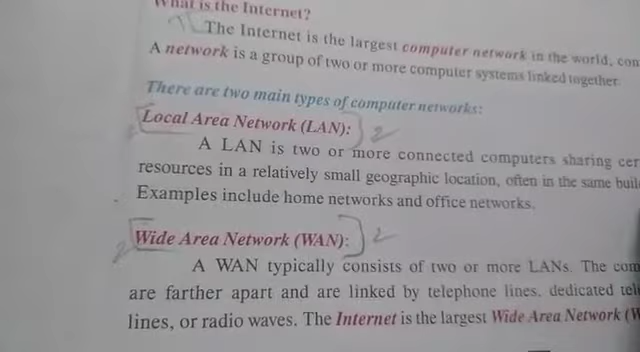 What is the Internet?
The Internet is the largest computer network in the world,
A network is a group of two or more computer systems linked together.
There are two main types of computer networks:
Local Area Network (LAN): 2
A LAN is two or more connected computers sharing
resources in a relatively small geographic location, often in the same
Examples include home networks and office networks.
Wide Area Network (WAN): 2
A WAN typically consists of two or more LANs. The
are farther apart and are linked by telephone lines, dedicated
lines, or radio waves. The Internet is the largest Wide Area Network